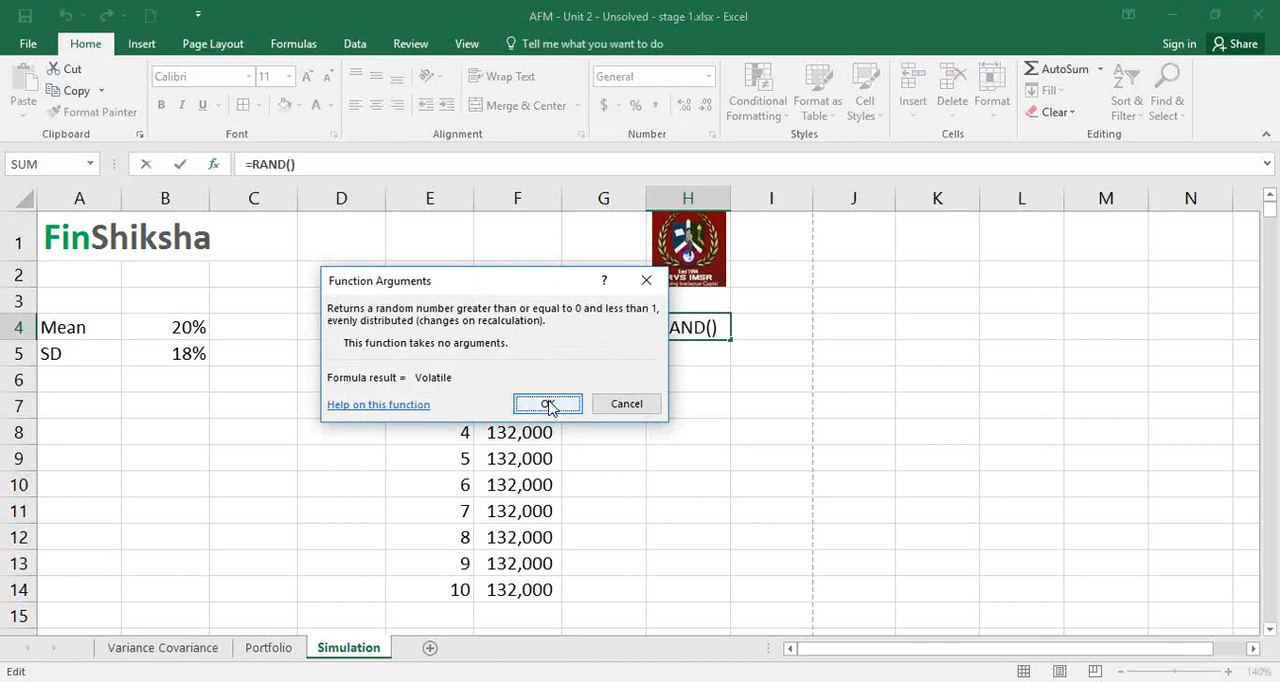 AFM - Unit 2 - Unsolved - stage 1.xlsx - Excel
File Home Insert Page Layout Formulas Data Review View Tell me what you want to do Sign in Share
Paste
Cut
Copy
Format Painter
Clipboard
Calibri 11
B I U
Font
Wrap Text
Merge & Center
Alignment
General
$ % ,
Number
Conditional Formatting
Format as Table
Cell Styles
Styles
Insert Delete Format
Cells
AutoSum
Fill
Clear
Sort & Filter
Find & Select
Editing
SUM fx =RAND()
A B C D E F G H I J K L M N
1 FinShiksha
RVS IMSR
2
3
4 Mean 20% AND()
5 SD 18%
6
7
8 4 132,000
9 5 132,000
10 6 132,000
11 7 132,000
12 8 132,000
13 9 132,000
14 10 132,000
15
Function Arguments ?
Returns a random number greater than or equal to 0 and less than 1,
evenly distributed (changes on recalculation).
This function takes no arguments.
Formula result = Volatile
Help on this function OK Cancel
Variance Covariance Portfolio Simulation
Edit 140%